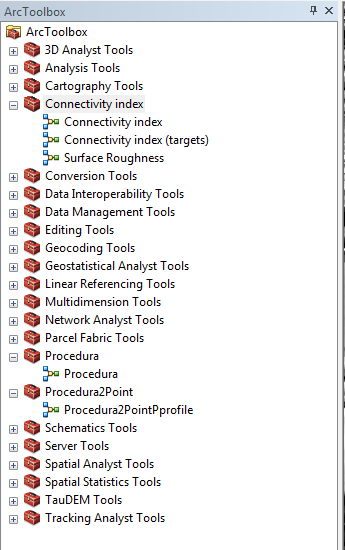 ArcToolbox
ArcToolbox
3D Analyst Tools
Analysis Tools
Cartography Tools
Connectivity index
Connectivity index
Connectivity index (targets)
Surface Roughness
Conversion Tools
Data Interoperability Tools
Data Management Tools
Editing Tools
Geocoding Tools
Geostatistical Analyst Tools
Linear Referencing Tools
Multidimension Tools
Network Analyst Tools
Parcel Fabric Tools
Procedura
Procedura
Procedura2Point
Procedura2PointPprofile
Schematics Tools
Server Tools
Spatial Analyst Tools
Spatial Statistics Tools
TauDEM Tools
Tracking Analyst Tools